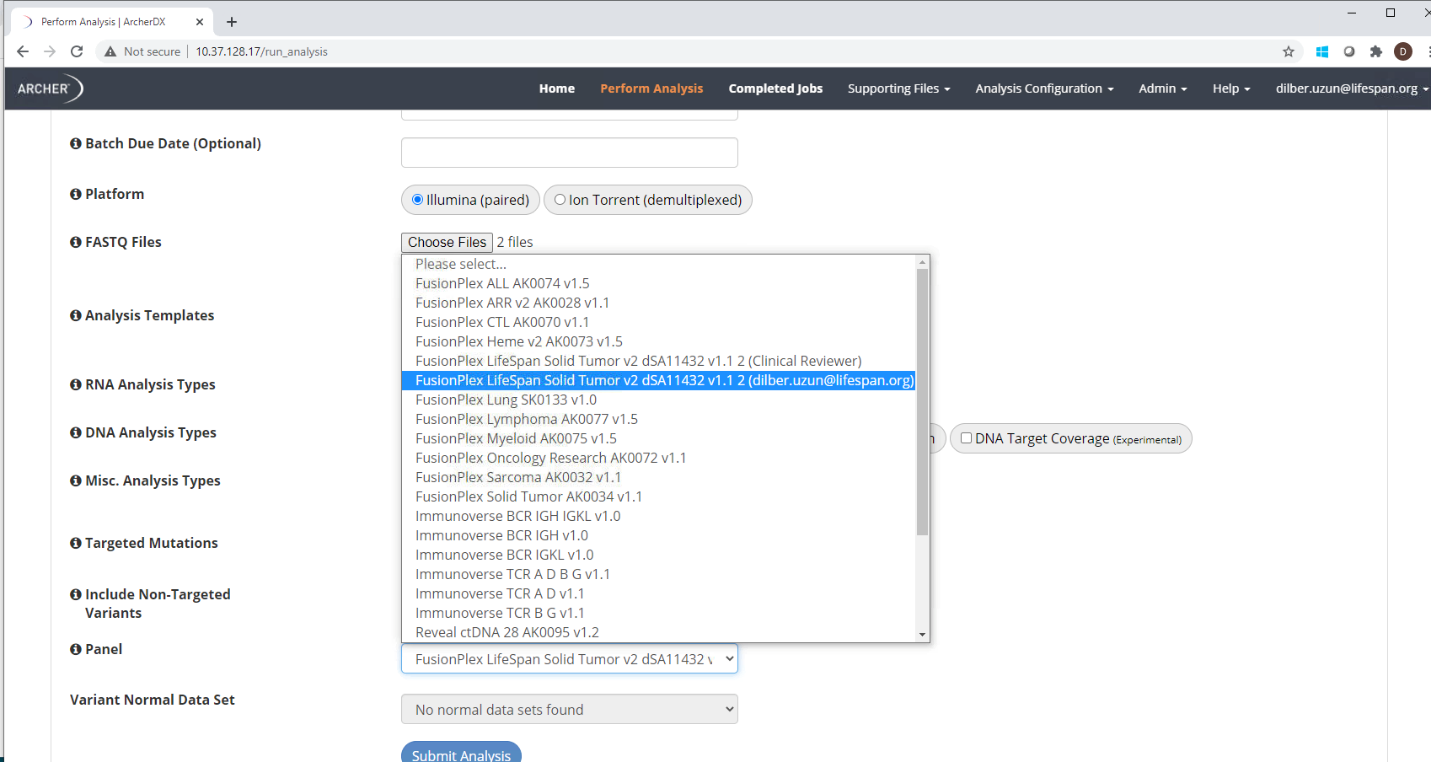 Perform Analysis | ArcherDX
Not secure | 10.37.128.17/run_analysis
D
ARCHER
Home Perform Analysis Completed Jobs Supporting Files Analysis Configuration Admin Help dilber.uzun@lifespan.org
Batch Due Date (Optional)
Platform
Illumina (paired) Ion Torrent (demultiplexed)
FASTQ Files
Choose Files 2 files
Please select...
FusionPlex ALL AK0074 v1.5
FusionPlex ARR v2 AK0028 v1.1
Analysis Templates
FusionPlex CTL AK0070 v1.1
FusionPlex Heme v2 AK0073 v1.5
FusionPlex LifeSpan Solid Tumor v2 dSA11432 v1.1 2 (Clinical Reviewer)
RNA Analysis Types
FusionPlex LifeSpan Solid Tumor v2 dSA11432 v1.1 2 (dilber.uzun@lifespan.org)
FusionPlex Lung SK0133 v1.0
FusionPlex Lymphoma AK0077 v1.5
DNA Analysis Types
FusionPlex Myeloid AK0075 v1.5
DNA Target Coverage (Experimental)
FusionPlex Oncology Research AK0072 v1.1
Misc. Analysis Types
FusionPlex Sarcoma AK0032 v1.1
FusionPlex Solid Tumor AK0034 v1.1
Immunoverse BCR IGH IGKL v1.0
Immunoverse BCR IGH v1.0
Targeted Mutations
Immunoverse BCR IGKL v1.0
Immunoverse TCR A D B G v1.1
Include Non-Targeted
Variants
Immunoverse TCR A D v1.1
Immunoverse TCR B G v1.1
Reveal ctDNA 28 AK0095 v1.2
Panel
FusionPlex LifeSpan Solid Tumor v2 dSA11432
Variant Normal Data Set
No normal data sets found
Submit Analysis